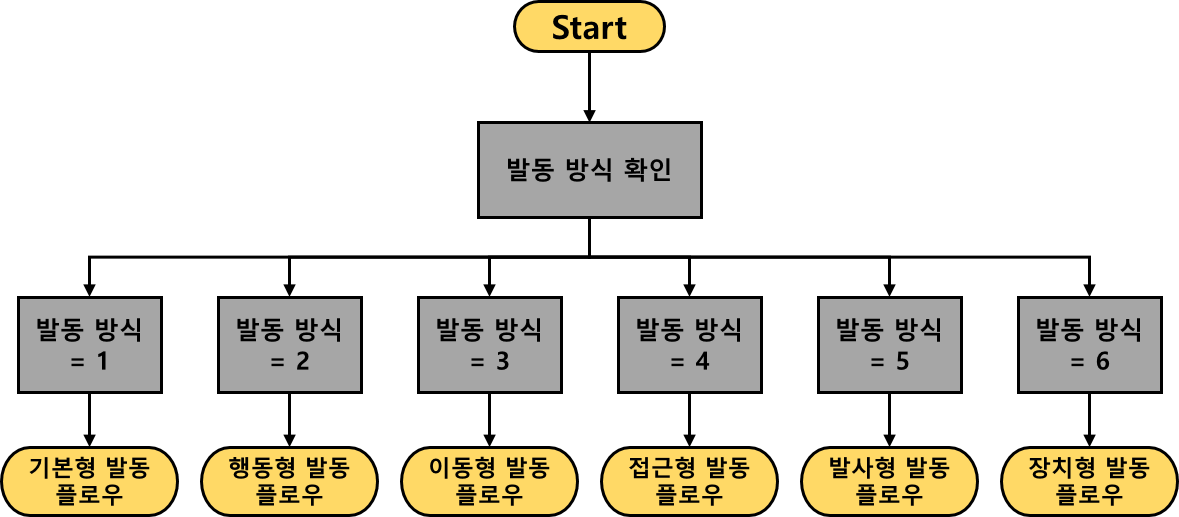 Start
발동 방식 확인
발동 방식
= 1
발동 방식
= 2
발동 방식
= 3
발동 방식
= 4
발동 방식
= 5
발동 방식
= 6
기본형 발동
플로우
행동형 발동
플로우
이동형 발동
플로우
접근형 발동
플로우
발사형 발동
플로우
장치형 발동
플로우